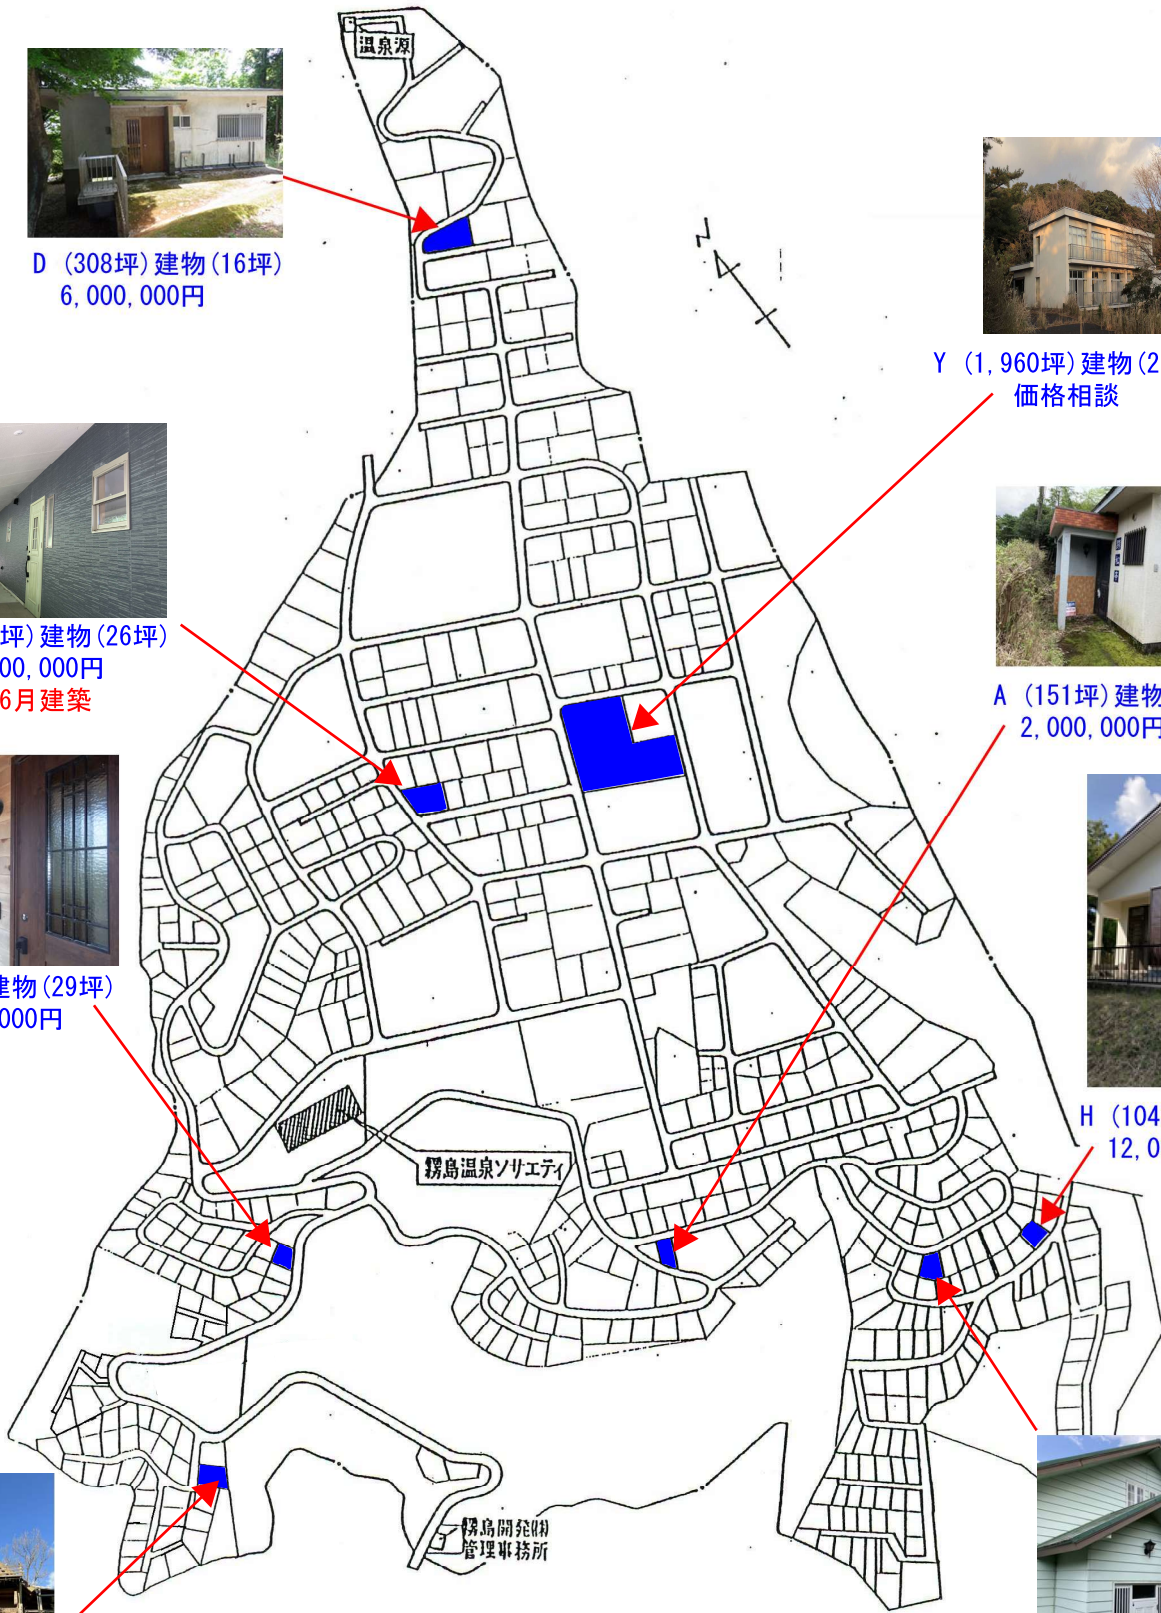 温泉源
D (308坪)建物(16坪)
6,000,000円
Y (1,960坪)建物(2
価格相談
坪)建物(26坪)
00,000円
6月建築
A (151坪)建物
2,000,000円
建物(29坪)
000円
H (104
12,0
霧島温泉ソサエティ
霧島開発㈱
管理事務所